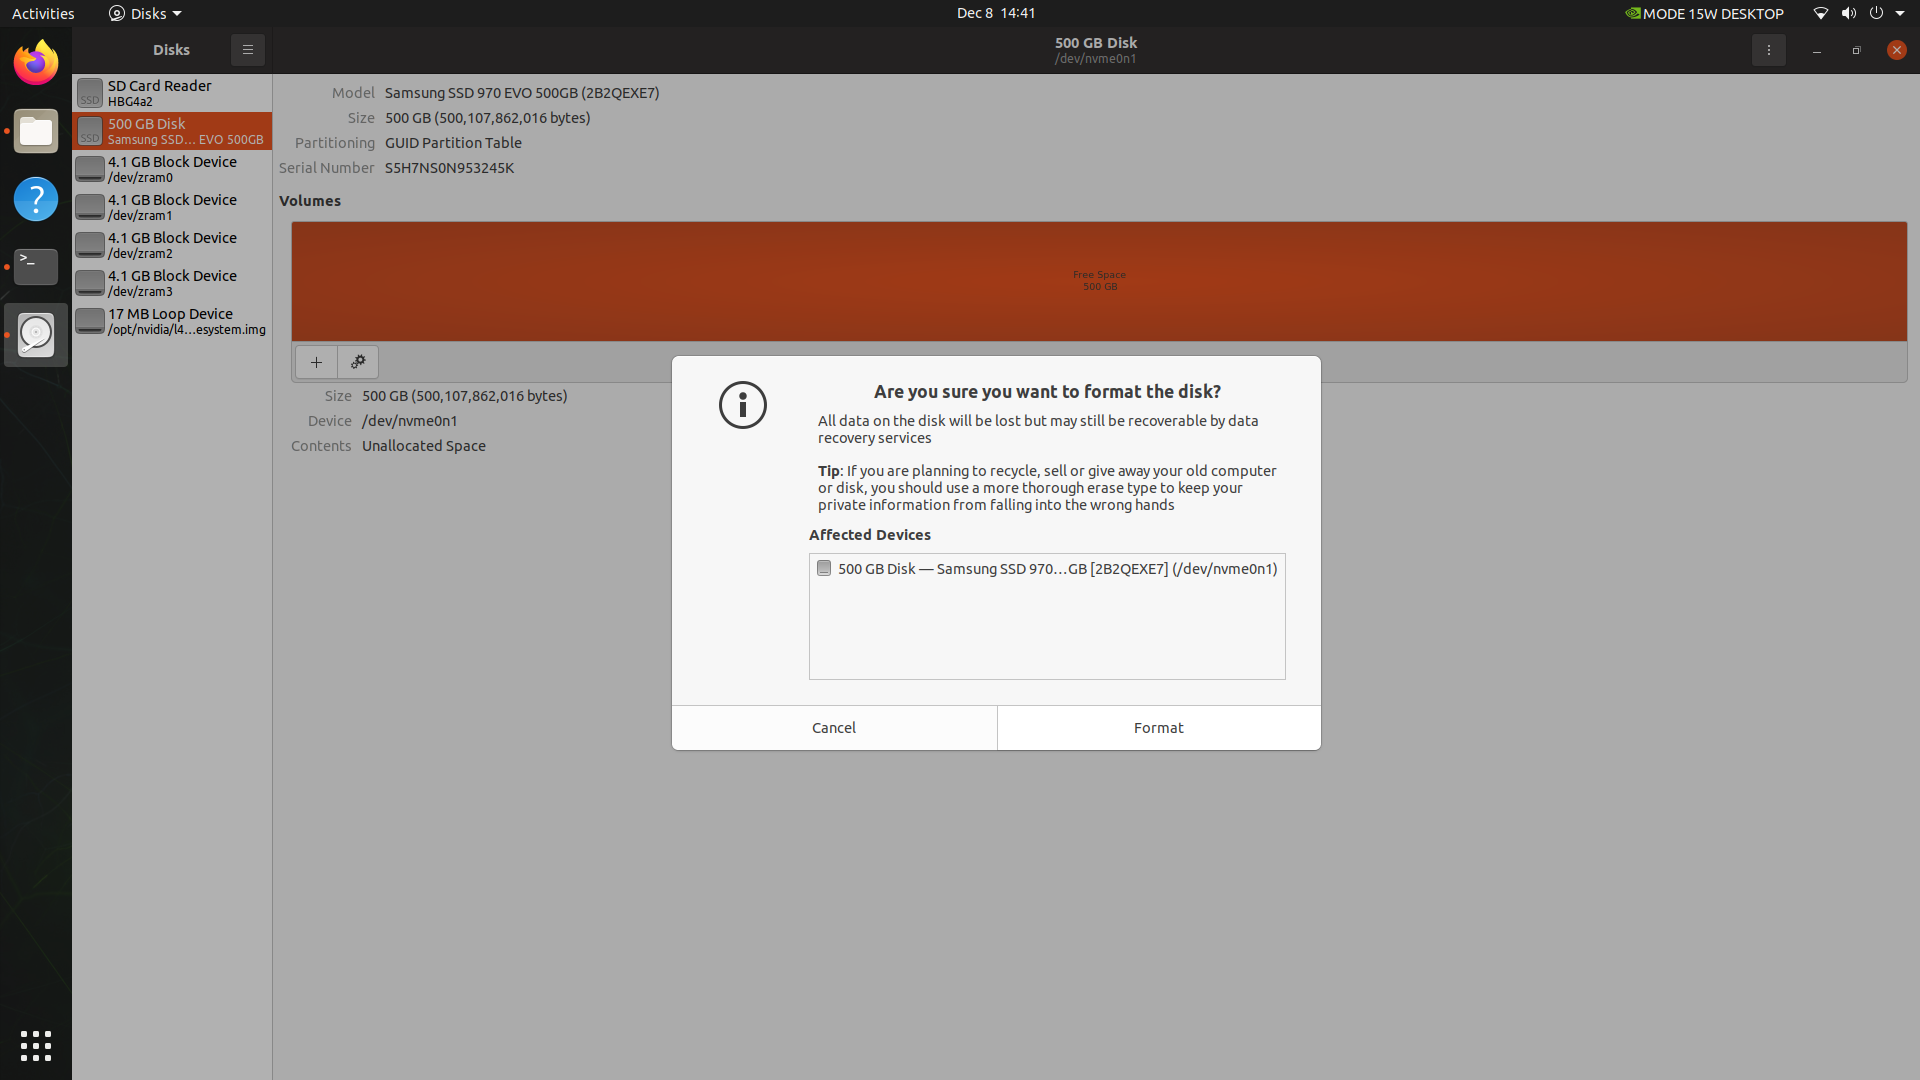 Activities
Disks
Dec 8 14:41
MODE 15W DESKTOP
Disks
500 GB Disk
/dev/nvme0n1
SSD
SD Card Reader
HBG4a2
SSD
500 GB Disk
Samsung SSD... EVO 500GB
4.1 GB Block Device
/dev/zram0
4.1 GB Block Device
/dev/zram1
4.1 GB Block Device
/dev/zram2
4.1 GB Block Device
/dev/zram3
17 MB Loop Device
/opt/nvidia/l4...esystem.img
Model Samsung SSD 970 EVO 500GB (2B2QEXE7)
Size 500 GB (500,107,862,016 bytes)
Partitioning GUID Partition Table
Serial Number S5H7NS0N953245K
Volumes
Free Space
500 GB
Size 500 GB (500,107,862,016 bytes)
Device /dev/nvme0n1
Contents Unallocated Space
Are you sure you want to format the disk?
All data on the disk will be lost but may still be recoverable by data
recovery services
Tip: If you are planning to recycle, sell or give away your old computer
or disk, you should use a more thorough erase type to keep your
private information from falling into the wrong hands
Affected Devices
500 GB Disk — Samsung SSD 970...GB [2B2QEXE7] (/dev/nvme0n1)
Cancel
Format